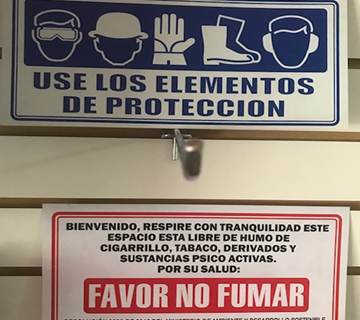 USE LOS ELEMENTOS
DE PROTECCION
BIENVENIDO, RESPIRE CON TRANQUILIDAD ESTE
ESPACIO ESTA LIBRE DE HUMO DE
CIGARRILLO, TABACO, DERIVADOS Y
SUSTANCIAS PSICO ACTIVAS.
POR SU SALUD:
FAVOR NO FUMAR